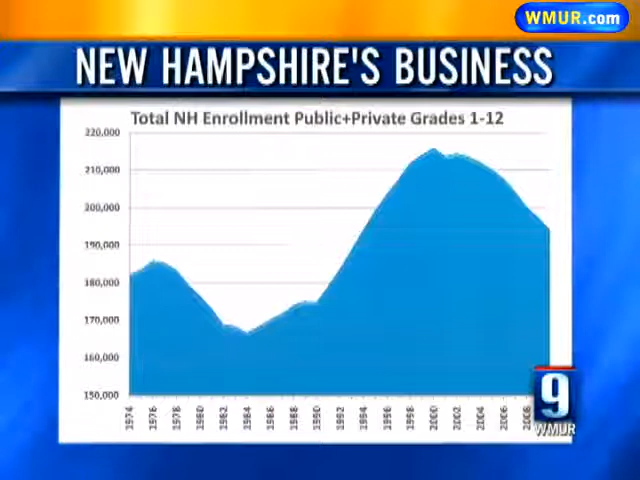 WMUR.com
NEW HAMPSHIRE'S BUSINESS
Total NH Enrollment Public+Private Grades 1-12
220,000
210,000
200,000
190,000
180,000
170,000
160,000
150,000
1974 1976 1978 1980 1982 1984 1986 1988 1990 1992 1994 1996 1998 2000 2002 2004 2006 2008
9
WMUR